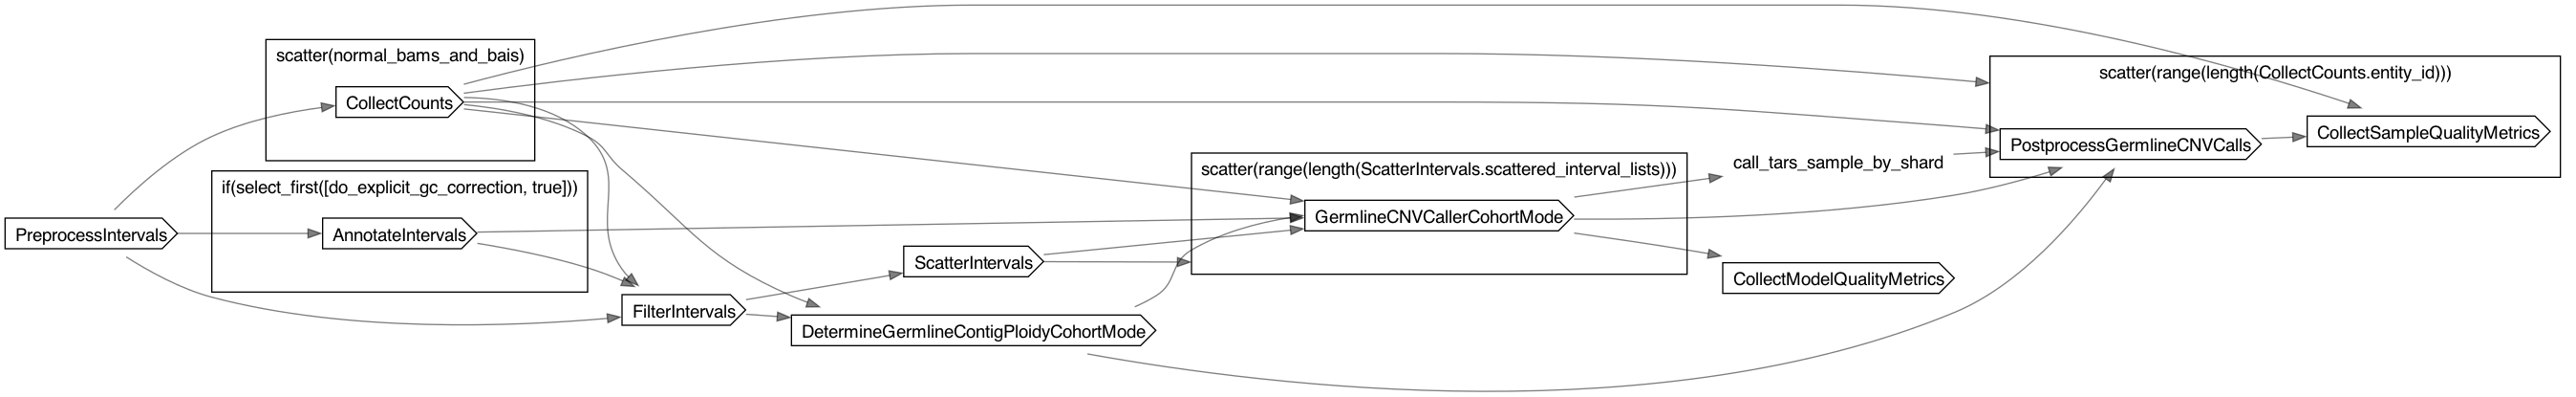 scatter(normal_bams_and_bais)
CollectCounts
if(select_first([do_explicit_gc_correction, true]))
PreprocessIntervals
AnnotateIntervals
FilterIntervals
ScatterIntervals
DetermineGermlineContigPloidyCohortMode
scatter(range(length(ScatterIntervals.scattered_interval_lists)))
GermlineCNVCallerCohortMode
call_tars_sample_by_shard
CollectModelQualityMetrics
scatter(range(length(CollectCounts.entity_id)))
PostprocessGermlineCNVCalls
CollectSampleQualityMetrics